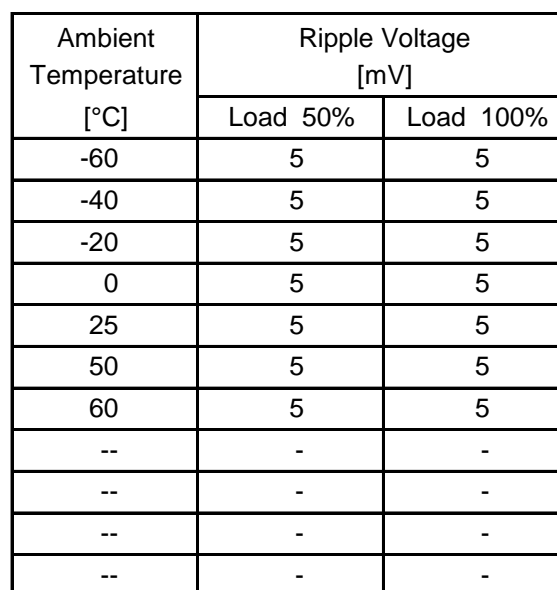 Ambient Ripple Voltage
Temperature [mV]
[°C] Load 50% Load 100%
-60 5 5
-40 5 5
-20 5 5
0 5 5
25 5 5
50 5 5
60 5 5
-- - -
-- - -
-- - -
-- - -